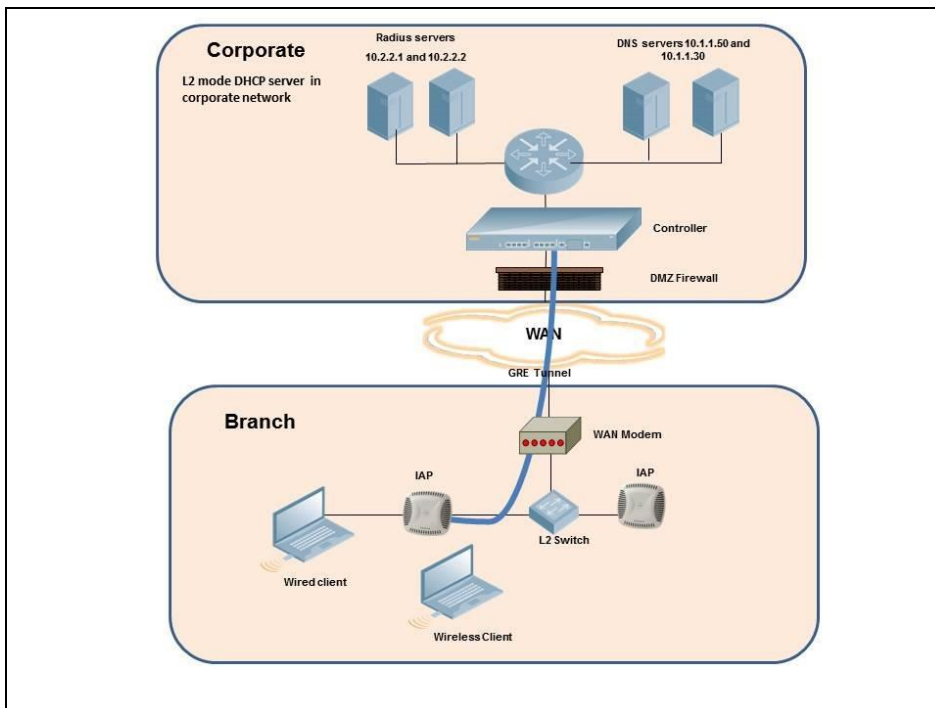 Corporate
L2 mode DHCP server in
corporate network
Radius servers
10.2.2.1 and 10.2.2.2
DNS servers 10.1.1.50 and
10.1.1.30
Controller
DMZ Firewall
WAN
GRE Tunnel
Branch
WAN Modem
IAP
IAP
L2 Switch
Wired client
Wireless Client